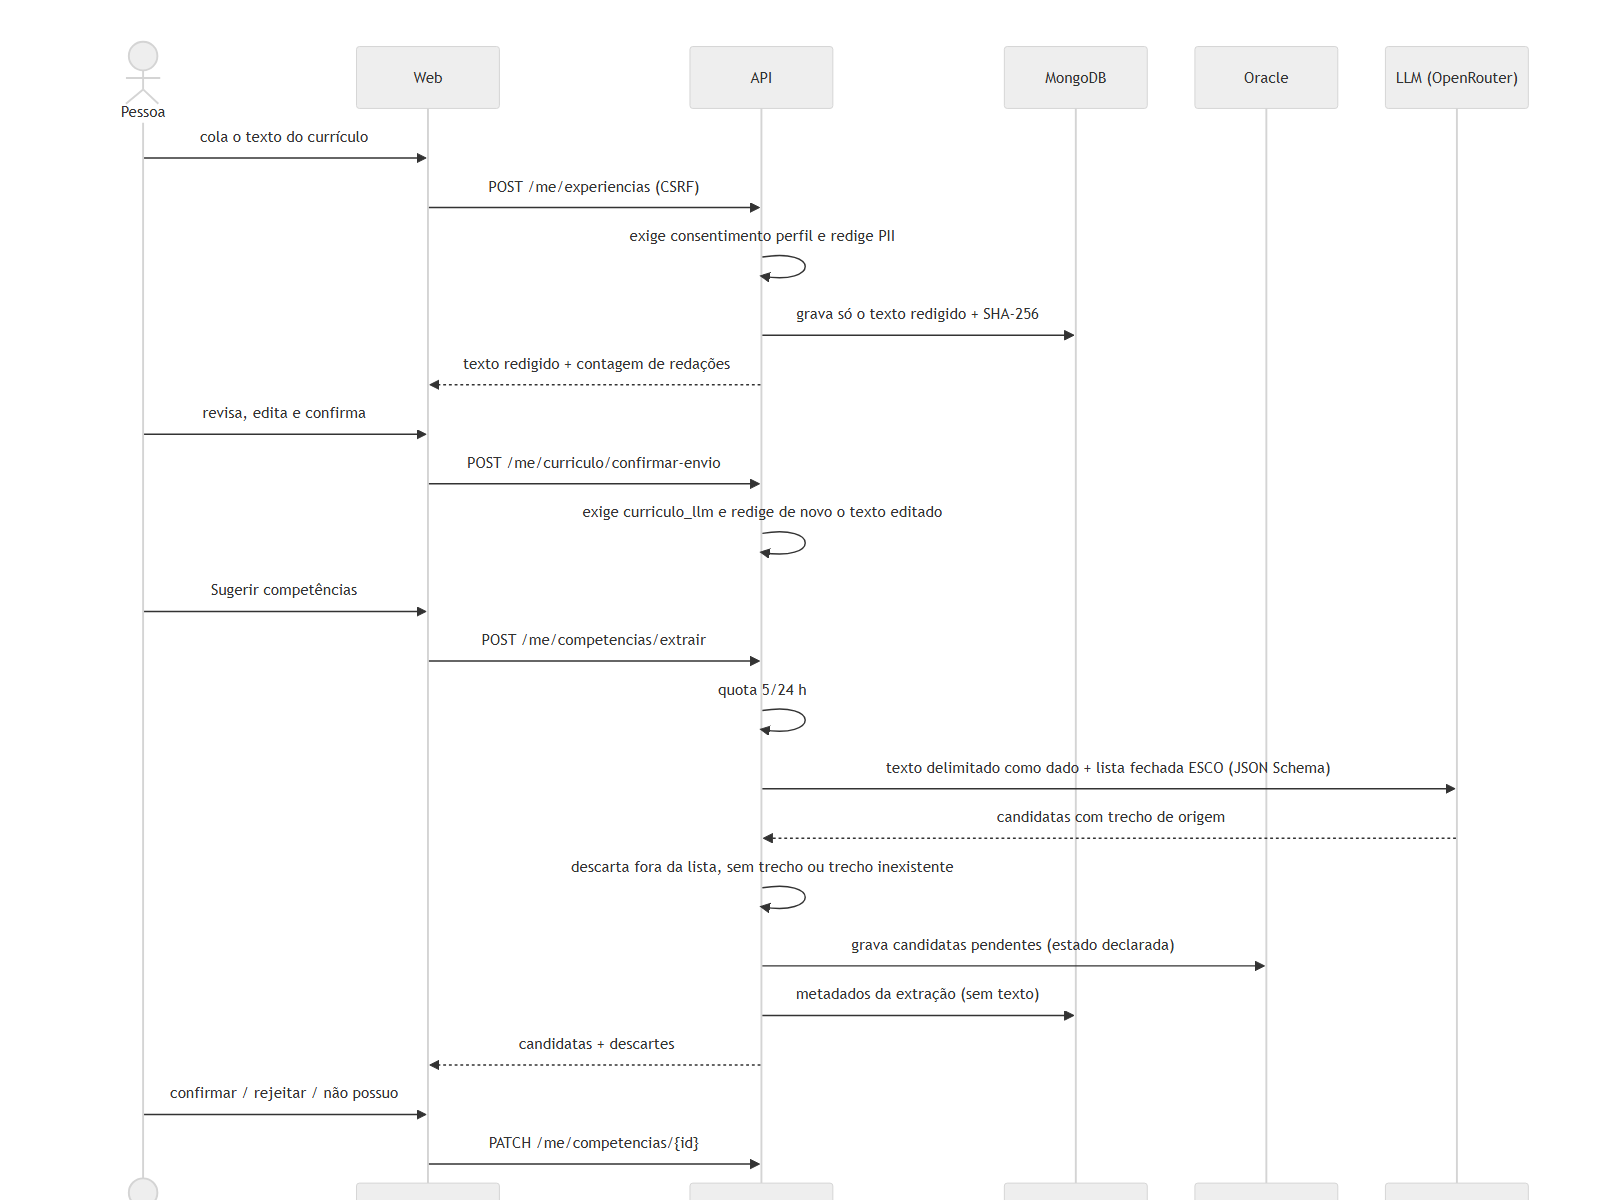 Pessoa
Web
API
MongoDB
Oracle
LLM (OpenRouter)
cola o texto do currículo
POST /me/experiencias (CSRF)
exige consentimento perfil e redige PII
grava só o texto redigido + SHA-256
texto redigido + contagem de redações
revisa, edita e confirma
POST /me/curriculo/confirmar-envio
exige curriculo_llm e redige de novo o texto editado
Sugerir competências
POST /me/competencias/extrair
quota 5/24 h
texto delimitado como dado + lista fechada ESCO (JSON Schema)
candidatas com trecho de origem
descarta fora da lista, sem trecho ou trecho inexistente
grava candidatas pendentes (estado declarada)
metadados da extração (sem texto)
candidatas + descartes
confirmar / rejeitar / não possuo
PATCH /me/competencias/{id}